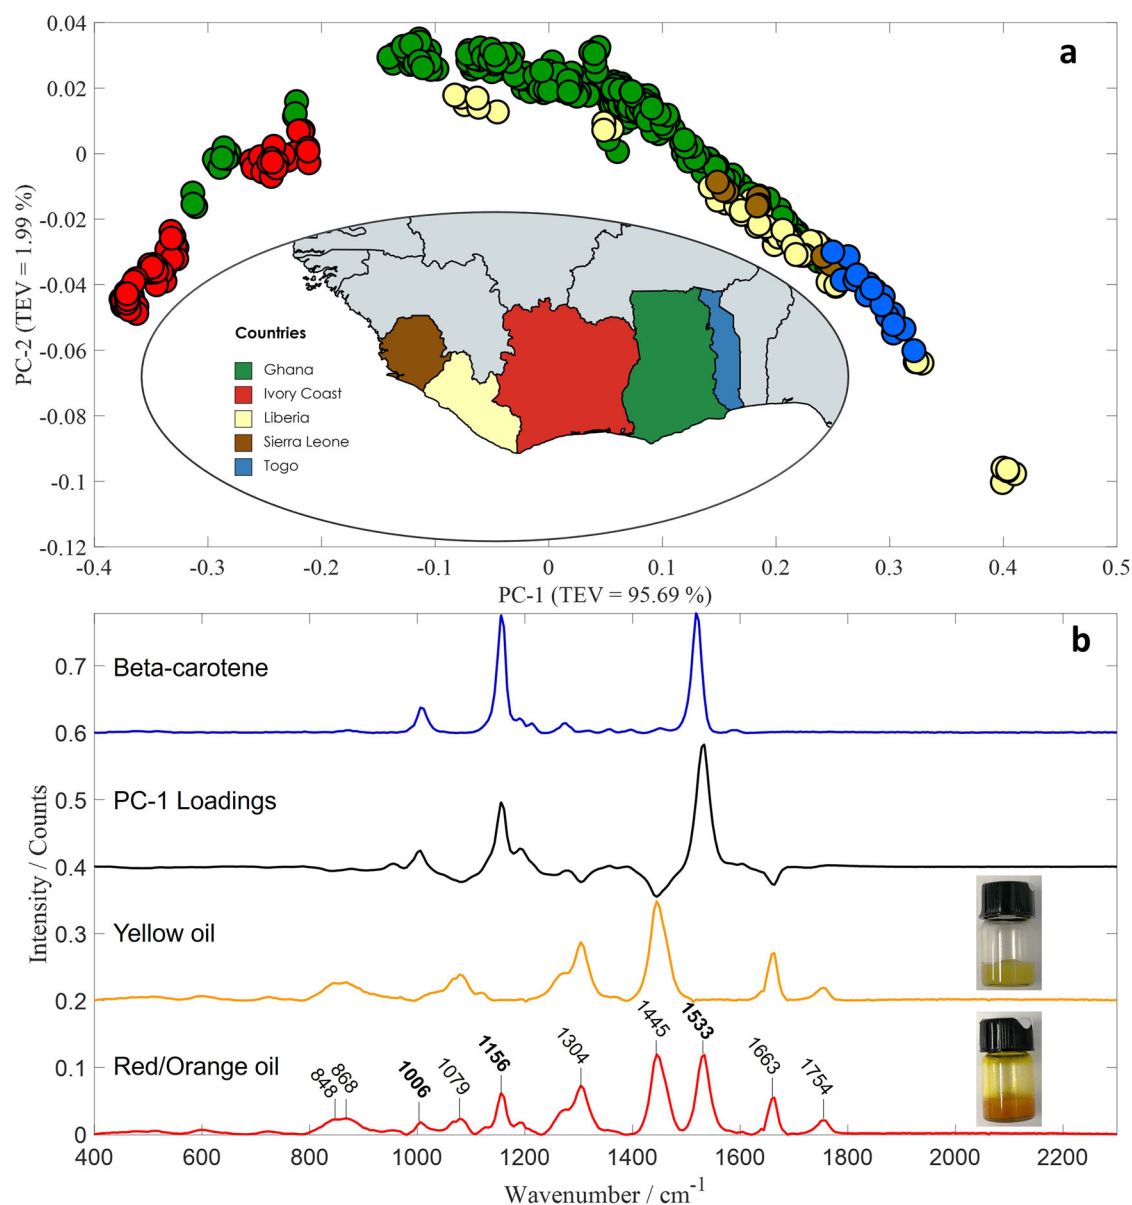 0.04
a
0.02
0
-0.02
-0.04
-0.06
-0.08
-0.1
-0.12
PC-2 (TEV = 1.99 %)
Countries
Ghana
Ivory Coast
Liberia
Sierra Leone
Togo
-0.4 -0.3 -0.2 -0.1 0 0.1 0.2 0.3 0.4 0.5
PC-1 (TEV = 95.69 %)
b
0.7
Beta-carotene
0.6
0.5
PC-1 Loadings
0.4
0.3
Yellow oil
0.2
0.1
Red/Orange oil
0
Intensity / Counts
848 868 1006 1079 1156 1304 1445 1533 1663 1754
400 600 800 1000 1200 1400 1600 1800 2000 2200
Wavenumber / cm⁻¹